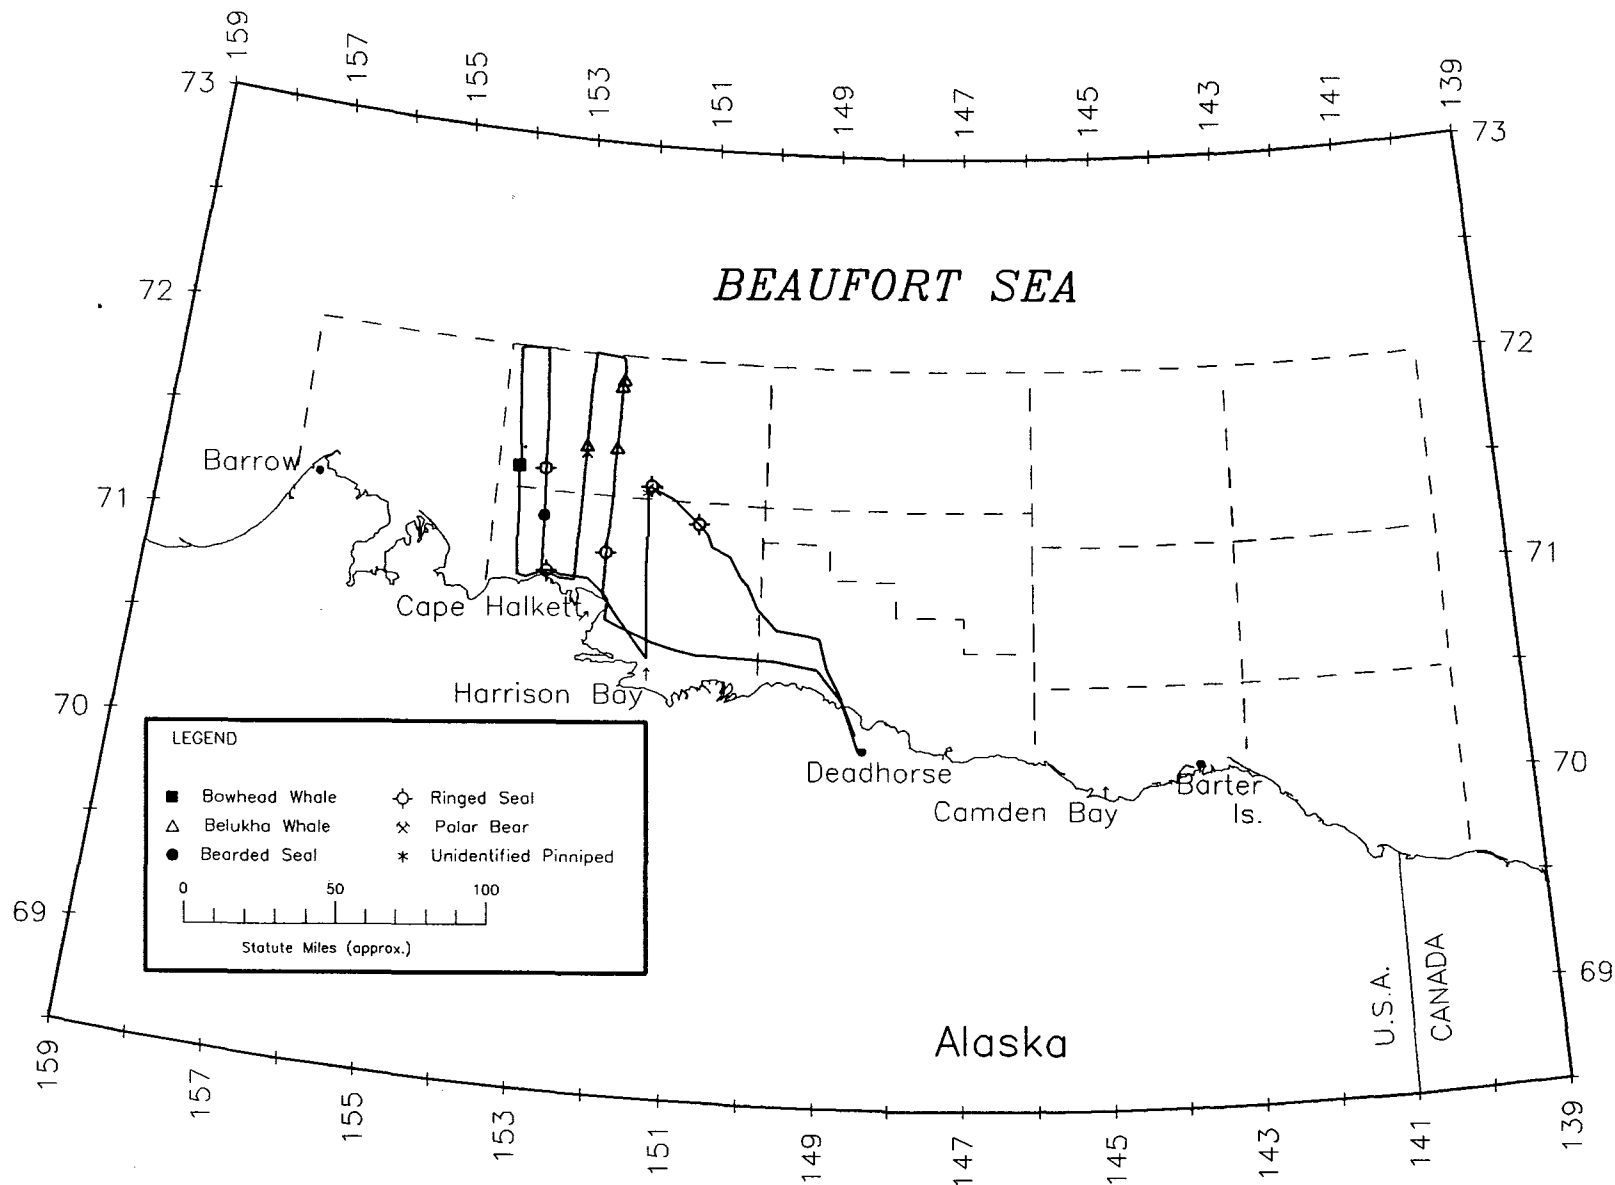 159
157
155
153
151
149
147
145
143
141
139
73
73
BEAUFORT SEA
72
72
Barrow
71
71
Cape Halkett
Harrison Bay
70
70
Deadhorse
Camden Bay
Barter
Is.
LEGEND
Bowhead Whale
Ringed Seal
Belukha Whale
Polar Bear
Bearded Seal
Unidentified Pinniped
0 50 100
Statute Miles (approx.)
69
69
U.S.A.
CANADA
Alaska
159
157
155
153
151
149
147
145
143
141
139